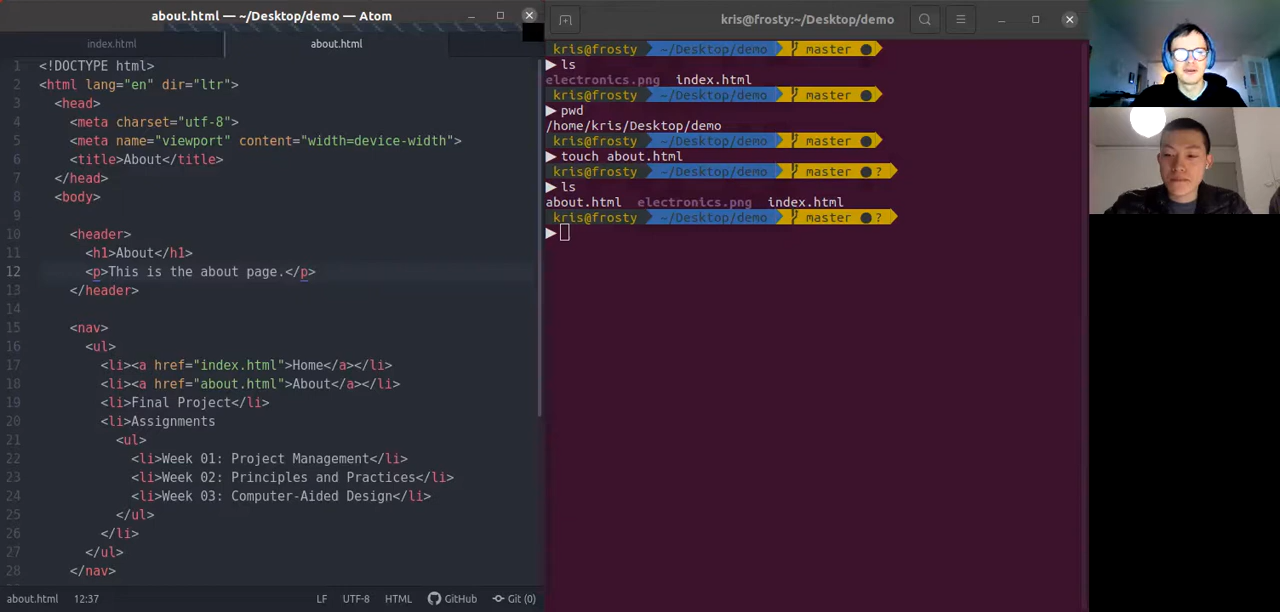 about.html — ~/Desktop/demo — Atom
index.html about.html
1 <!DOCTYPE html>
2 <html lang="en" dir="ltr">
3 <head>
4 <meta charset="utf-8">
5 <meta name="viewport" content="width=device-width">
6 <title>About</title>
7 </head>
8 <body>
9
10 <header>
11 <h1>About</h1>
12 <p>This is the about page.</p>
13 </header>
14
15 <nav>
16 <ul>
17 <li><a href="index.html">Home</a></li>
18 <li><a href="about.html">About</a></li>
19 <li>Final Project</li>
20 <li>Assignments
21 <ul>
22 <li>Week 01: Project Management</li>
23 <li>Week 02: Principles and Practices</li>
24 <li>Week 03: Computer-Aided Design</li>
25 </ul>
26 </li>
27 </ul>
28 </nav>
about.html 12:37 LF UTF-8 HTML GitHub Git (0)
kris@frosty:~/Desktop/demo
kris@frosty ~/Desktop/demo master
ls
electronics.png index.html
kris@frosty ~/Desktop/demo master
pwd
/home/kris/Desktop/demo
kris@frosty ~/Desktop/demo master
touch about.html
kris@frosty ~/Desktop/demo master ?
ls
about.html electronics.png index.html
kris@frosty ~/Desktop/demo master ?